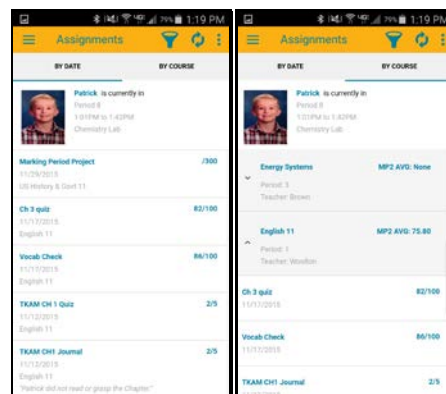 79% 1:19 PM
Assignments
BY DATE
BY COURSE
Patrick is currently in
Period 8
1:01PM to 1:42PM
Chemistry Lab
Marking Period Project
/300
11/29/2015
US History & Govt 11
Ch 3 quiz
82/100
11/17/2015
English 11
Vocab Check
86/100
11/17/2015
English 11
TKAM CH 1 Quiz
2/5
11/12/2015
English 11
TKAM CH1 Journal
2/5
11/12/2015
English 11
"Patrick did not read or grasp the Chapter."
79% 1:19 PM
Assignments
BY DATE
BY COURSE
Patrick is currently in
Period 8
1:01PM to 1:42PM
Chemistry Lab
Energy Systems
MP2 AVG: None
Period: 3
Teacher: Brown
English 11
MP2 AVG: 75.80
Period: 1
Teacher: Woolton
Ch 3 quiz
82/100
11/17/2015
Vocab Check
86/100
11/17/2015
TKAM CH1 Journal
2/5